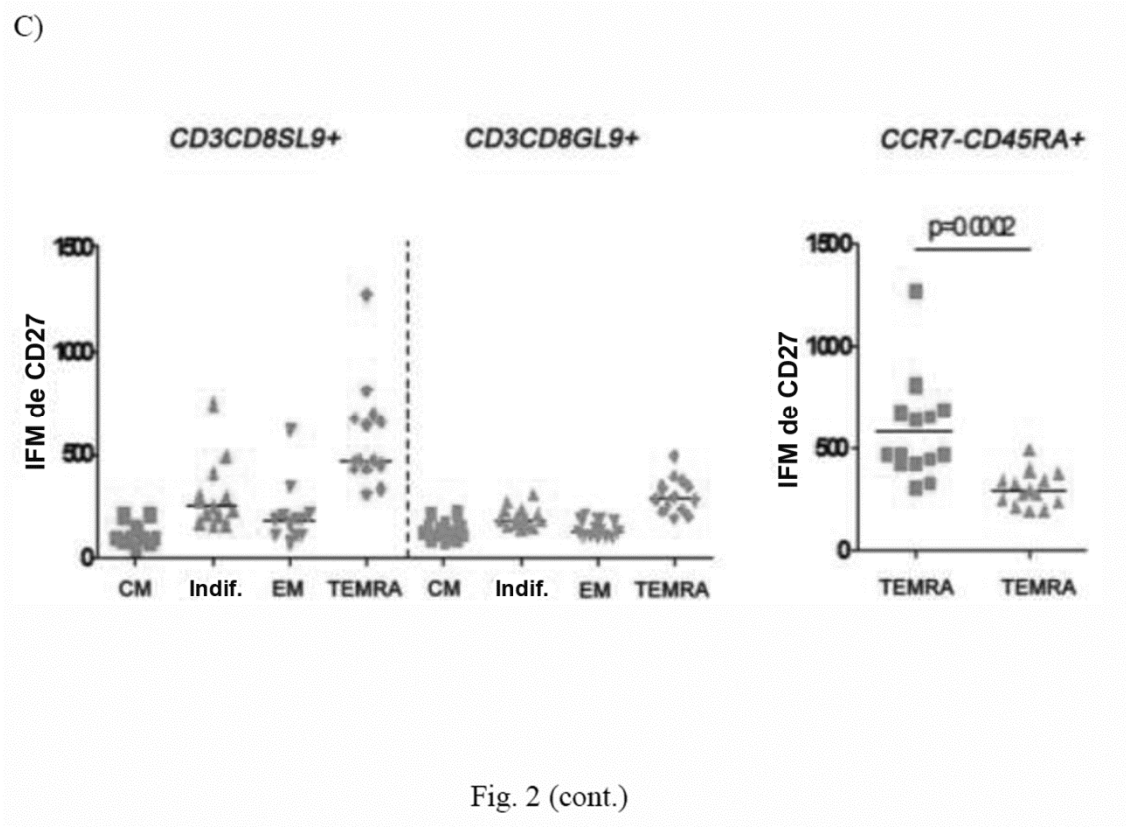 C)
CD3CD8SL9+ CD3CD8GL9+ CCR7-CD45RA+
p=0.0002
IFM de CD27
1500
1000
500
0
CM Indif. EM TEMRA CM Indif. EM TEMRA
IFM de CD27
1500
1000
500
0
TEMRA TEMRA
Fig. 2 (cont.)